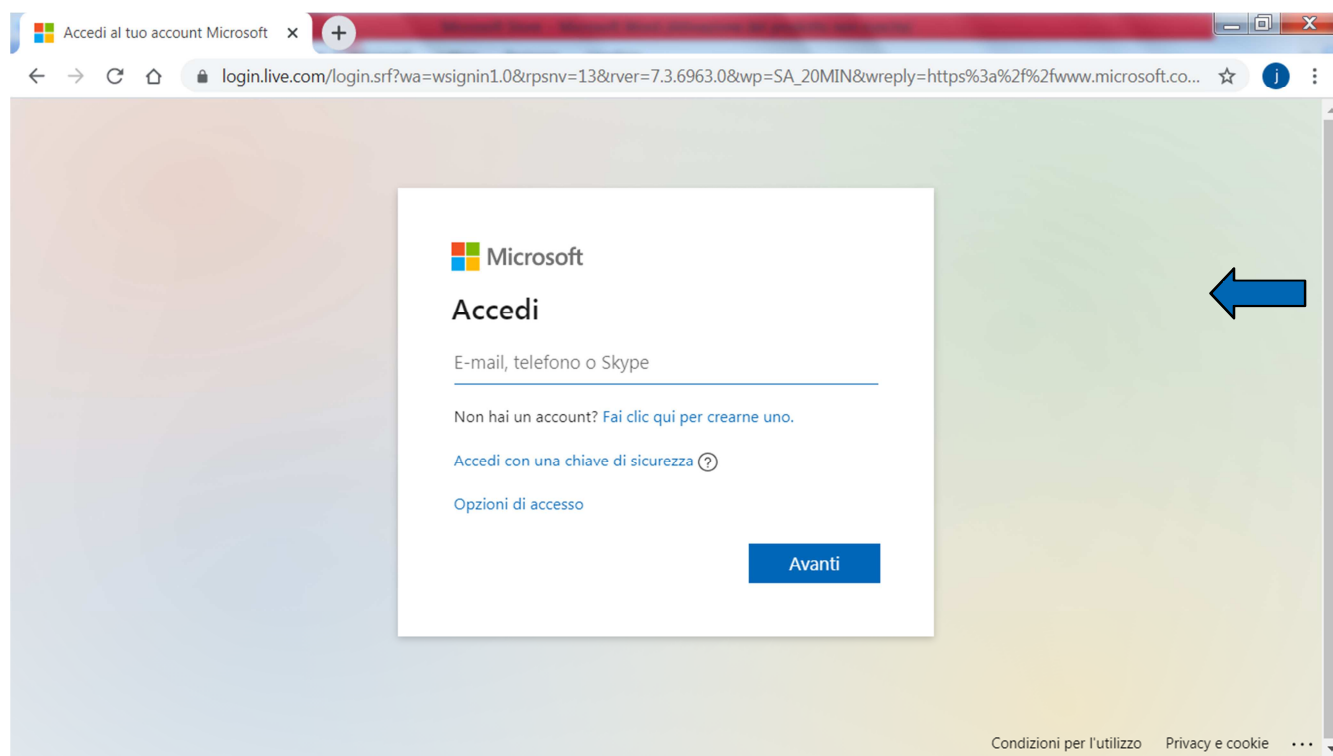 Accedi al tuo account Microsoft
login.live.com/login.srf?wa=wsignin1.0&rpsnv=13&rver=7.3.6963.0&wp=SA_20MIN&wreply=https%3a%2f%2fwww.microsoft.co...
j
Microsoft
Accedi
E-mail, telefono o Skype
Non hai un account? Fai clic qui per crearne uno.
Accedi con una chiave di sicurezza ?
Opzioni di accesso
Avanti
Condizioni per l'utilizzo Privacy e cookie ...